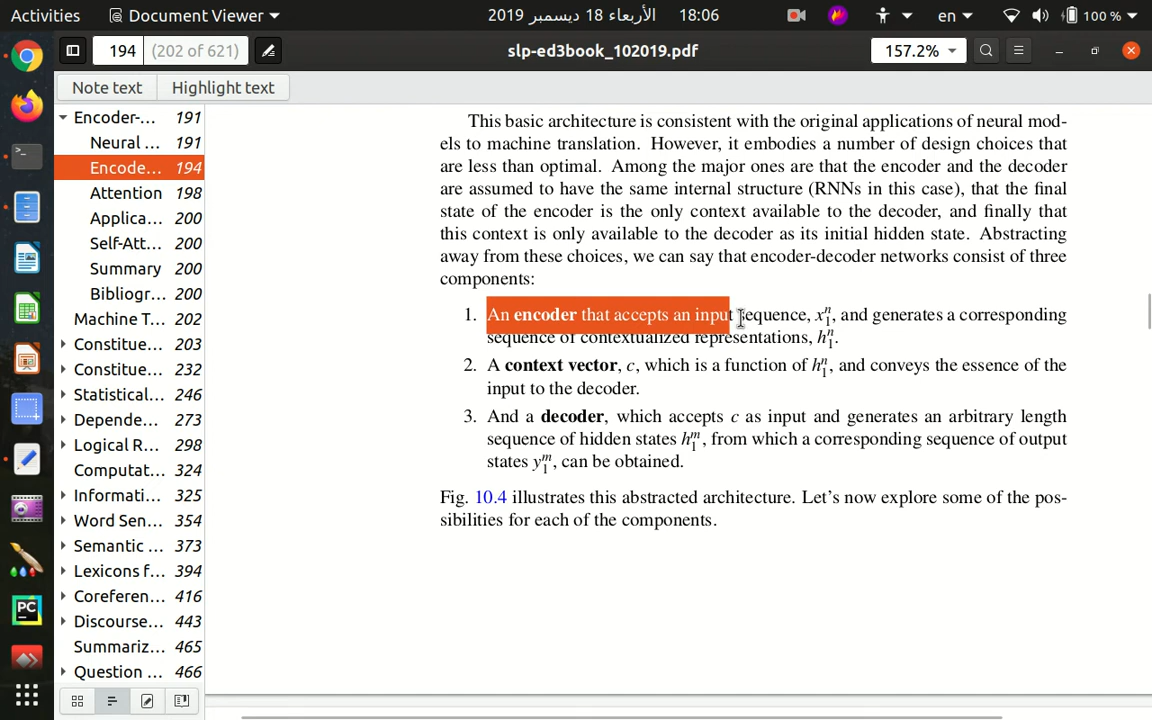 Activities Document Viewer الأربعاء 18 ديسمبر 2019 18:06 en 100 %
194 (202 of 621) slp-ed3book_102019.pdf 157.2%
Note text Highlight text
Encoder-... 191
Neural ... 191
Encode... 194
Attention 198
Applica... 200
Self-Att... 200
Summary 200
Bibliogr... 200
Machine T... 202
Constitue... 203
Constitue... 232
Statistical... 246
Depende... 273
Logical R... 298
Computat... 324
Informati... 325
Word Sen... 354
Semantic ... 373
Lexicons f... 394
Coreferen... 416
Discourse... 443
Summariz... 465
Question ... 466
This basic architecture is consistent with the original applications of neural mod-
els to machine translation. However, it embodies a number of design choices that
are less than optimal. Among the major ones are that the encoder and the decoder
are assumed to have the same internal structure (RNNs in this case), that the final
state of the encoder is the only context available to the decoder, and finally that
this context is only available to the decoder as its initial hidden state. Abstracting
away from these choices, we can say that encoder-decoder networks consist of three
components:
1. An encoder that accepts an input sequence, x₁ⁿ, and generates a corresponding
sequence of contextualized representations, h₁ⁿ.
2. A context vector, c, which is a function of h₁ⁿ, and conveys the essence of the
input to the decoder.
3. And a decoder, which accepts c as input and generates an arbitrary length
sequence of hidden states h₁ᵐ, from which a corresponding sequence of output
states y₁ᵐ, can be obtained.
Fig. 10.4 illustrates this abstracted architecture. Let's now explore some of the pos-
sibilities for each of the components.
PC